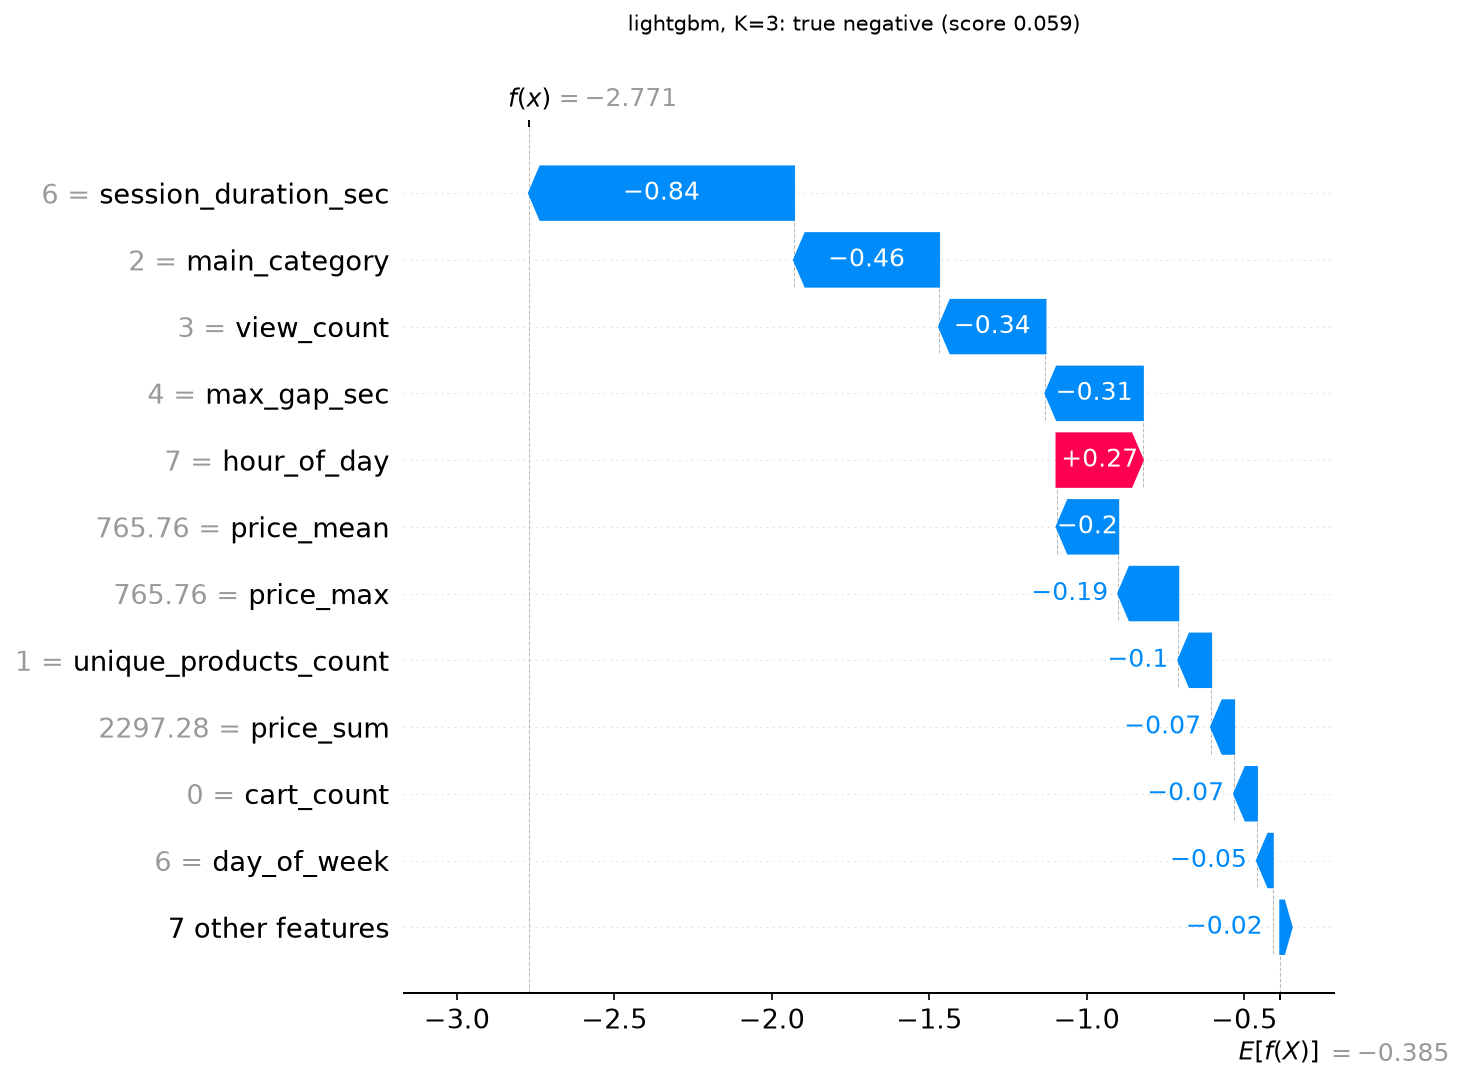 lightgbm, K=3: true negative (score 0.059)
f(x) = −2.771
6 = session_duration_sec −0.84
2 = main_category −0.46
3 = view_count −0.34
4 = max_gap_sec −0.31
7 = hour_of_day +0.27
765.76 = price_mean −0.2
765.76 = price_max −0.19
1 = unique_products_count −0.1
2297.28 = price_sum −0.07
0 = cart_count −0.07
6 = day_of_week −0.05
7 other features −0.02
−3.0 −2.5 −2.0 −1.5 −1.0 −0.5
E[f(X)] = −0.385